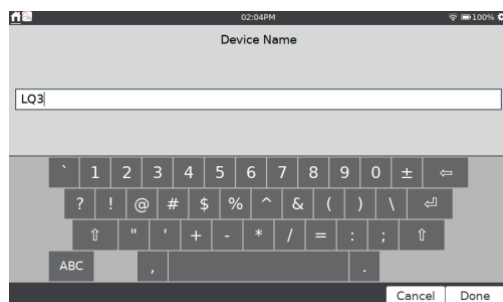 02:04PM 100%
Device Name
LQ3
` 1 2 3 4 5 6 7 8 9 0 ± ⇦
? ! @ # $ % ^ & ( ) \ ⏎
⇧ " ' + - * / = : ; ⇧
ABC , .
Cancel Done